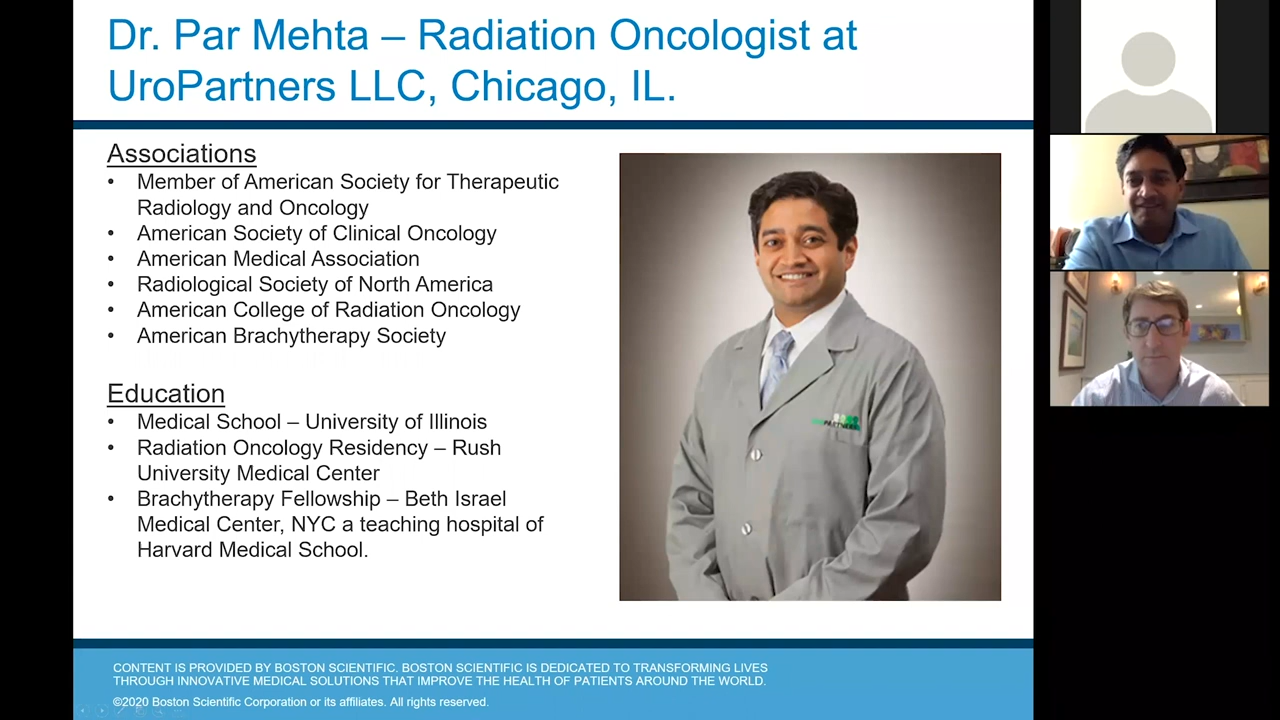 Dr. Par Mehta – Radiation Oncologist at
UroPartners LLC, Chicago, IL.
Associations
• Member of American Society for Therapeutic
Radiology and Oncology
• American Society of Clinical Oncology
• American Medical Association
• Radiological Society of North America
• American College of Radiation Oncology
• American Brachytherapy Society
Education
• Medical School – University of Illinois
• Radiation Oncology Residency – Rush
University Medical Center
• Brachytherapy Fellowship – Beth Israel
Medical Center, NYC a teaching hospital of
Harvard Medical School.
CONTENT IS PROVIDED BY BOSTON SCIENTIFIC. BOSTON SCIENTIFIC IS DEDICATED TO TRANSFORMING LIVES
THROUGH INNOVATIVE MEDICAL SOLUTIONS THAT IMPROVE THE HEALTH OF PATIENTS AROUND THE WORLD.
©2020 Boston Scientific Corporation or its affiliates. All rights reserved.